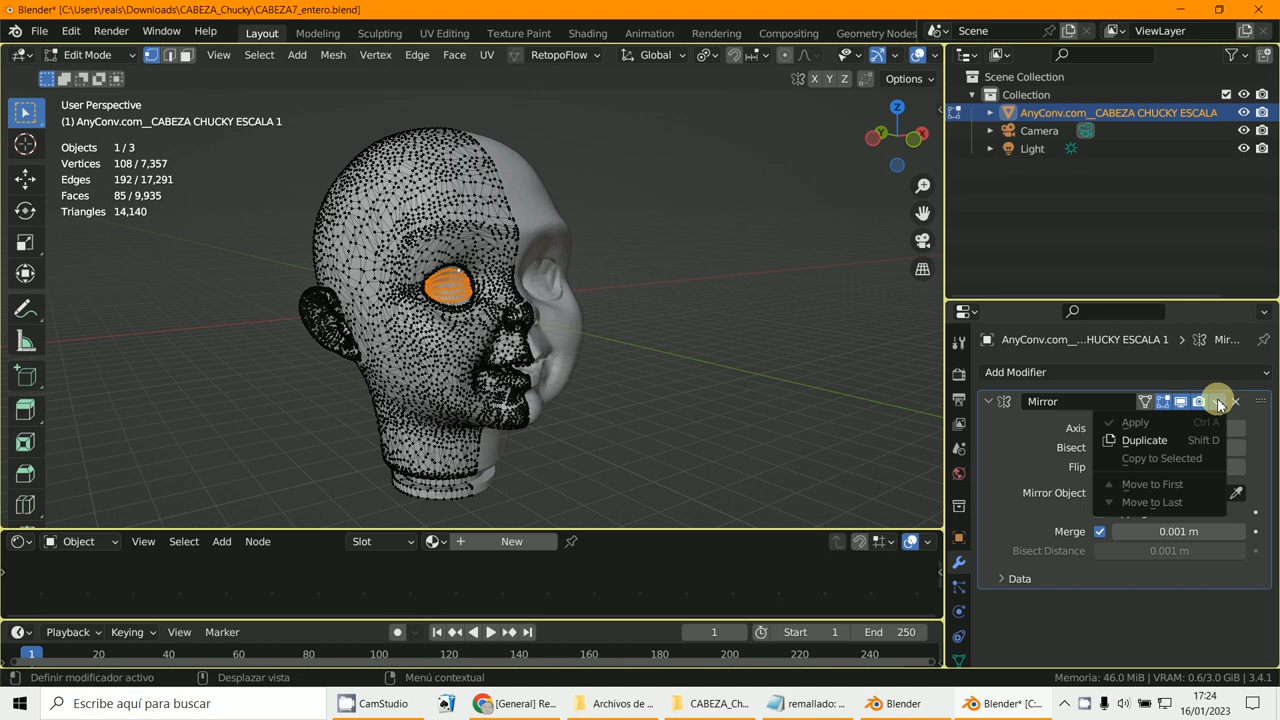 Blender* [C:\Users\reals\Downloads\CABEZA_Chucky\CABEZA7_entero.blend]
File Edit Render Window Help Layout Modeling Sculpting UV Editing Texture Paint Shading Animation Rendering Compositing Geometry Nodes Scene ViewLayer
Edit Mode View Select Add Mesh Vertex Edge Face UV RetopoFlow Global
X Y Z Options
User Perspective
(1) AnyConv.com__CABEZA CHUCKY ESCALA 1
Objects 1 / 3
Vertices 108 / 7,357
Edges 192 / 17,291
Faces 85 / 9,935
Triangles 14,140
Z
Y X
Scene Collection
Collection
AnyConv.com__CABEZA CHUCKY ESCALA
Camera
Light
AnyConv.com__...HUCKY ESCALA 1 Mir...
Add Modifier
Mirror
Axis
Bisect
Flip
Mirror Object
Apply Ctrl A
Duplicate Shift D
Copy to Selected
Move to First
Move to Last
Merge 0.001 m
Bisect Distance 0.001 m
Data
Object View Select Add Node Slot New
Playback Keying View Marker 1 Start 1 End 250
1 20 40 60 80 100 120 140 160 180 200 220 240
Definir modificador activo Desplazar vista Menú contextual Memoria: 46.0 MiB | VRAM: 0.6/3.0 GiB | 3.4.1
Escribe aquí para buscar CamStudio [General] Re... Archivos de ... CABEZA_Ch... remallado: ... Blender Blender* [C:...
17:24
16/01/2023